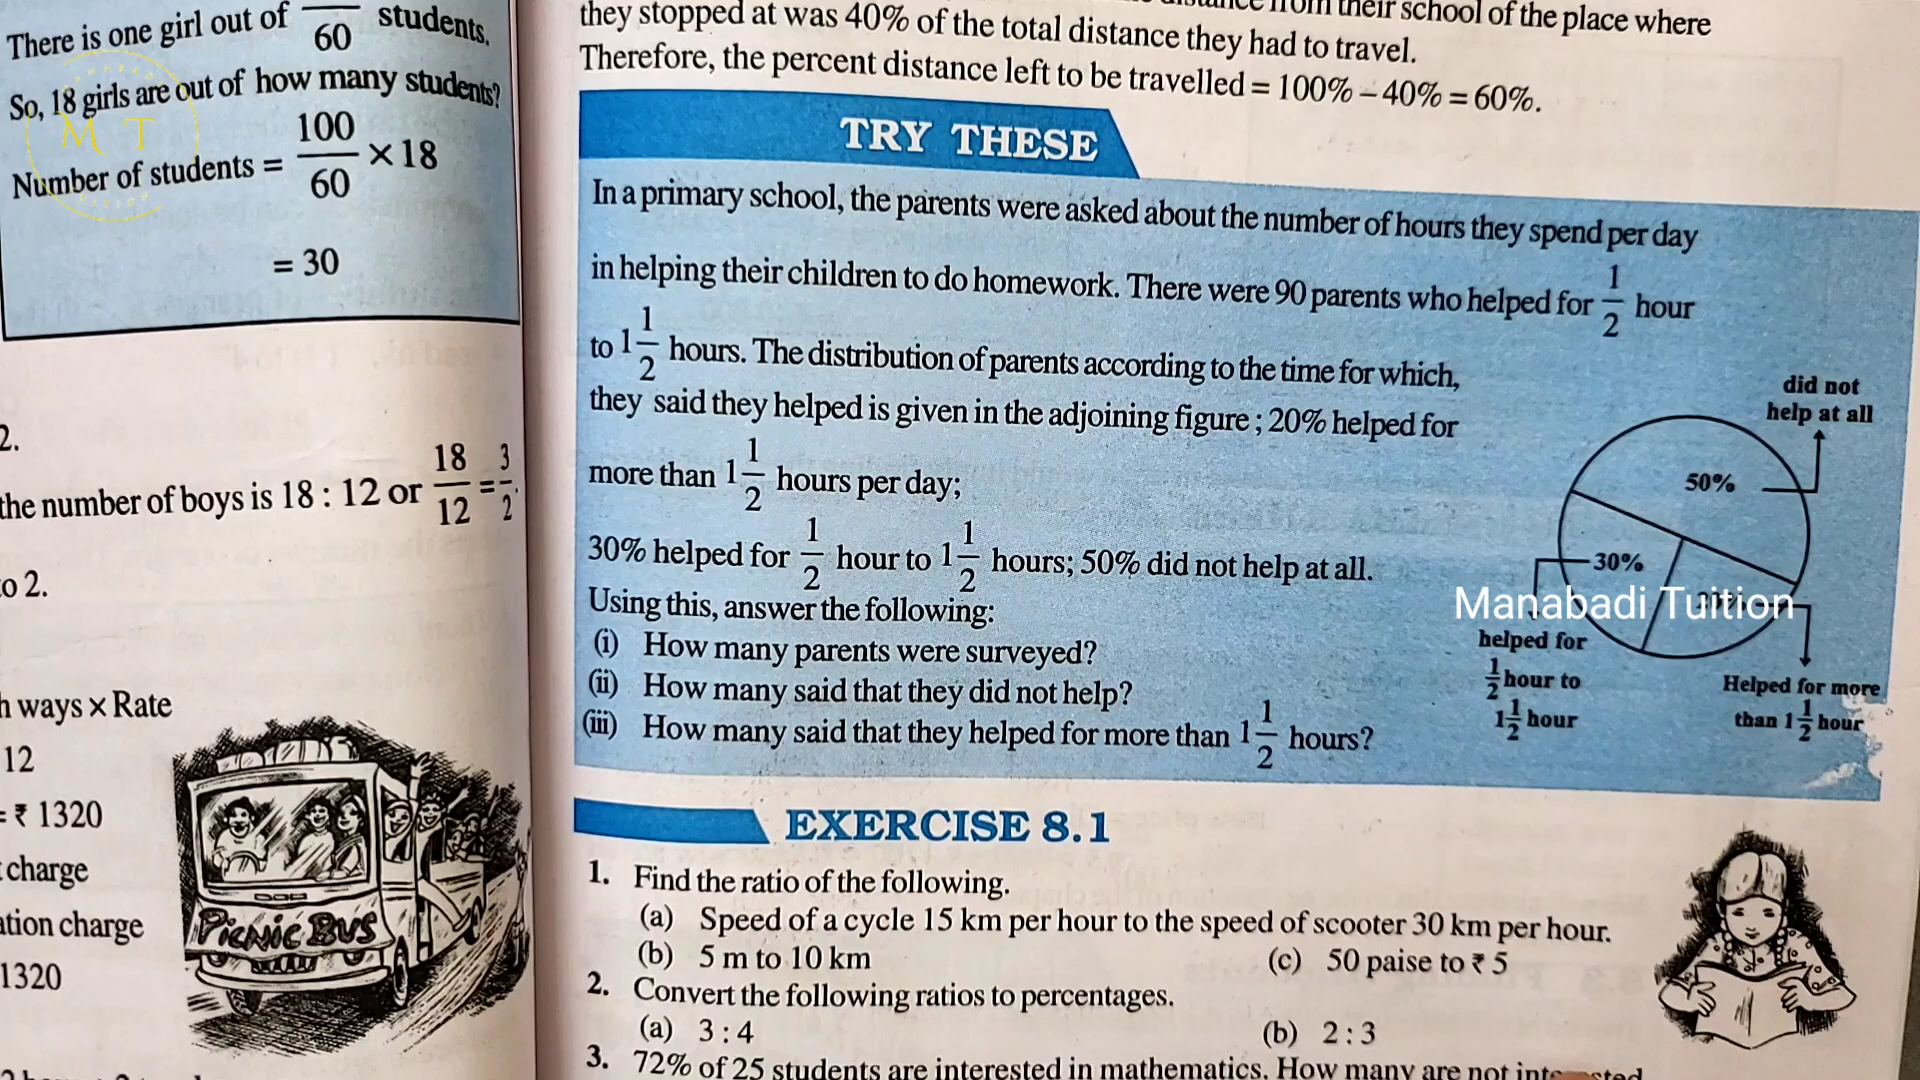 There is one girl out of 60 students.
So, 18 girls are out of how many students?
Number of students = 100/60 × 18
= 30
2.
the number of boys is 18 : 12 or 18/12 = 3/2.
to 2.
ways × Rate
12
= ₹ 1320
charge
ation charge
1320
PICNIC BUS
M T
from their school of the place where
they stopped at was 40% of the total distance they had to travel.
Therefore, the percent distance left to be travelled = 100% – 40% = 60%.
TRY THESE
In a primary school, the parents were asked about the number of hours they spend per day
in helping their children to do homework. There were 90 parents who helped for 1/2 hour
to 1 1/2 hours. The distribution of parents according to the time for which,
they said they helped is given in the adjoining figure ; 20% helped for
more than 1 1/2 hours per day;
30% helped for 1/2 hour to 1 1/2 hours; 50% did not help at all.
Using this, answer the following:
(i) How many parents were surveyed?
(ii) How many said that they did not help?
(iii) How many said that they helped for more than 1 1/2 hours?
did not
help at all
50%
30%
Manabadi Tuition
helped for
1/2 hour to
1 1/2 hour
Helped for more
than 1 1/2 hour
EXERCISE 8.1
1. Find the ratio of the following.
(a) Speed of a cycle 15 km per hour to the speed of scooter 30 km per hour.
(b) 5 m to 10 km (c) 50 paise to ₹ 5
2. Convert the following ratios to percentages.
(a) 3 : 4 (b) 2 : 3
3. 72% of 25 students are interested in mathematics. How many are not